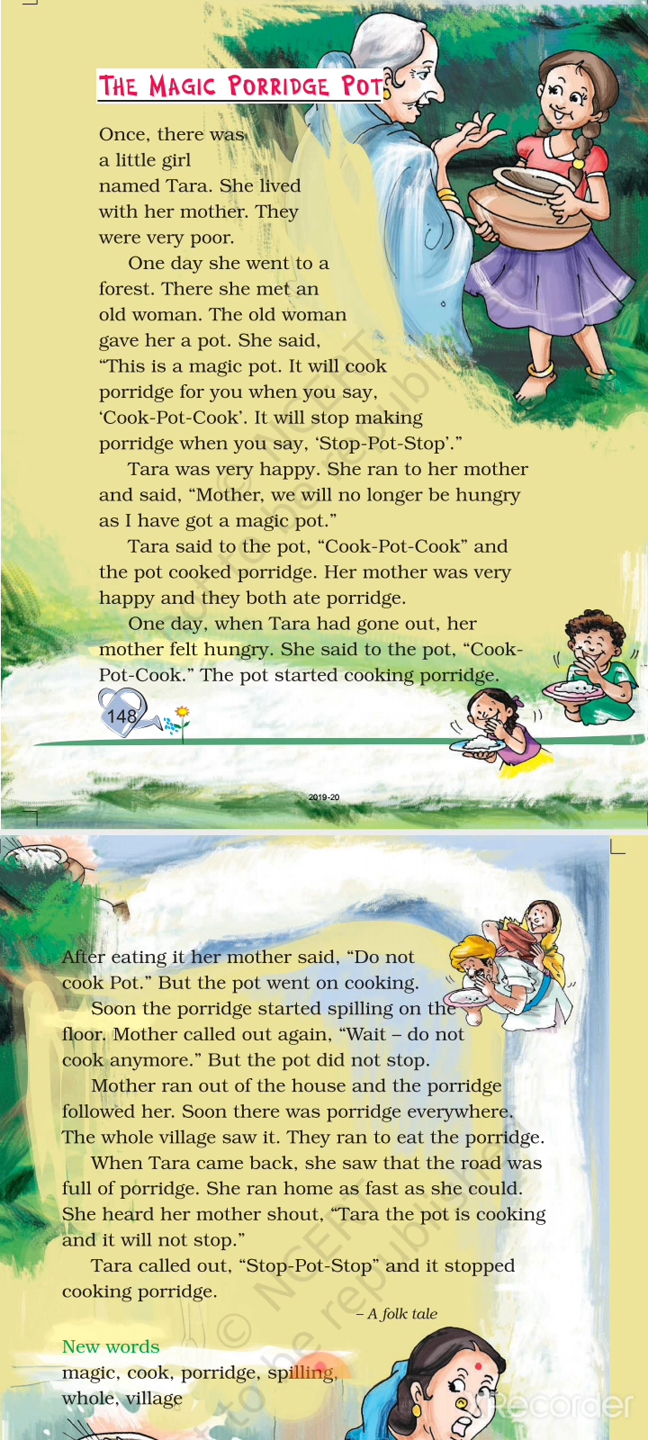 THE MAGIC PORRIDGE POT
Once, there was
a little girl
named Tara. She lived
with her mother. They
were very poor.
One day she went to a
forest. There she met an
old woman. The old woman
gave her a pot. She said,
“This is a magic pot. It will cook
porridge for you when you say,
‘Cook-Pot-Cook’. It will stop making
porridge when you say, ‘Stop-Pot-Stop’.”
Tara was very happy. She ran to her mother
and said, “Mother, we will no longer be hungry
as I have got a magic pot.”
Tara said to the pot, “Cook-Pot-Cook” and
the pot cooked porridge. Her mother was very
happy and they both ate porridge.
One day, when Tara had gone out, her
mother felt hungry. She said to the pot, “Cook-
Pot-Cook.” The pot started cooking porridge.
148
2019-20
© NCERT
not to be republished
After eating it her mother said, “Do not
cook Pot.” But the pot went on cooking.
Soon the porridge started spilling on the
floor. Mother called out again, “Wait – do not
cook anymore.” But the pot did not stop.
Mother ran out of the house and the porridge
followed her. Soon there was porridge everywhere.
The whole village saw it. They ran to eat the porridge.
When Tara came back, she saw that the road was
full of porridge. She ran home as fast as she could.
She heard her mother shout, “Tara the pot is cooking
and it will not stop.”
Tara called out, “Stop-Pot-Stop” and it stopped
cooking porridge.
– A folk tale
New words
magic, cook, porridge, spilling,
whole, village
© NCERT
to be republished
Recorder